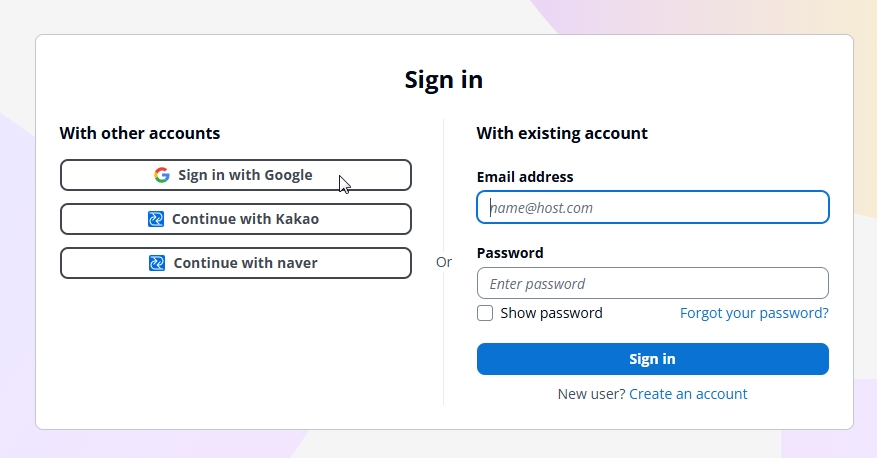 Sign in
With other accounts
Sign in with Google
Continue with Kakao
Continue with naver
Or
With existing account
Email address
name@host.com
Password
Enter password
Show password
Forgot your password?
Sign in
New user? Create an account